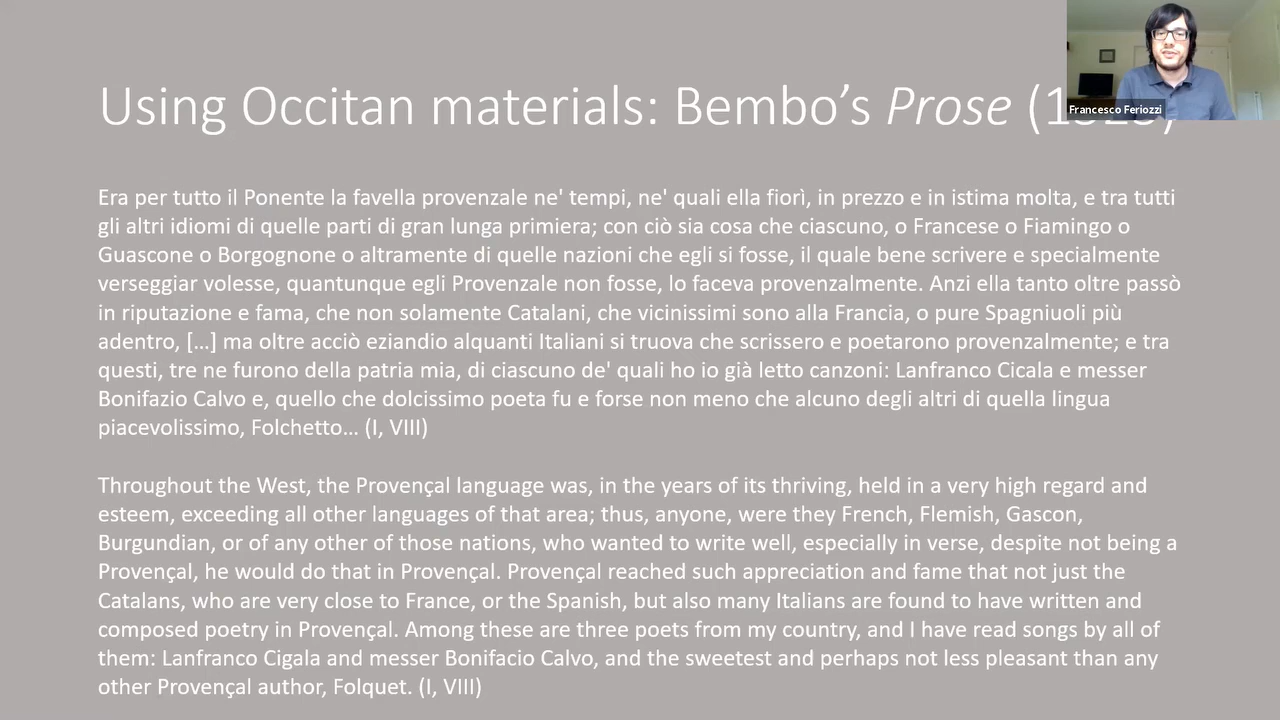 Using Occitan materials: Bembo’s Prose
Francesco Feriozzi
Era per tutto il Ponente la favella provenzale ne' tempi, ne' quali ella fiorì, in prezzo e in istima molta, e tra tutti
gli altri idiomi di quelle parti di gran lunga primiera; con ciò sia cosa che ciascuno, o Francese o Fiamingo o
Guascone o Borgognone o altramente di quelle nazioni che egli si fosse, il quale bene scrivere e specialmente
verseggiar volesse, quantunque egli Provenzale non fosse, lo faceva provenzalmente. Anzi ella tanto oltre passò
in riputazione e fama, che non solamente Catalani, che vicinissimi sono alla Francia, o pure Spagniuoli più
adentro, […] ma oltre acciò eziandio alquanti Italiani si truova che scrissero e poetarono provenzalmente; e tra
questi, tre ne furono della patria mia, di ciascuno de' quali ho io già letto canzoni: Lanfranco Cicala e messer
Bonifazio Calvo e, quello che dolcissimo poeta fu e forse non meno che alcuno degli altri di quella lingua
piacevolissimo, Folchetto… (I, VIII)
Throughout the West, the Provençal language was, in the years of its thriving, held in a very high regard and
esteem, exceeding all other languages of that area; thus, anyone, were they French, Flemish, Gascon,
Burgundian, or of any other of those nations, who wanted to write well, especially in verse, despite not being a
Provençal, he would do that in Provençal. Provençal reached such appreciation and fame that not just the
Catalans, who are very close to France, or the Spanish, but also many Italians are found to have written and
composed poetry in Provençal. Among these are three poets from my country, and I have read songs by all of
them: Lanfranco Cigala and messer Bonifacio Calvo, and the sweetest and perhaps not less pleasant than any
other Provençal author, Folquet. (I, VIII)